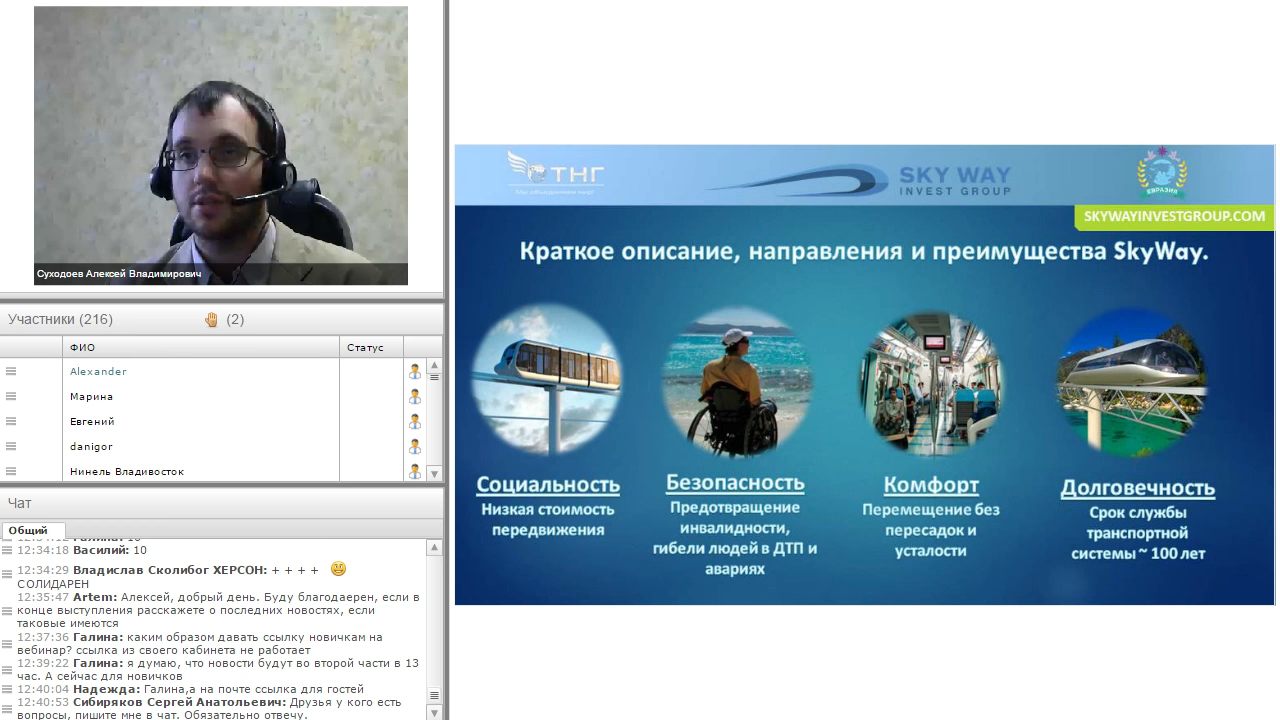 Суходоев Алексей Владимирович
Участники (216)
(2)
ФИО
Статус
Alexander
Марина
Евгений
danigor
Нинель Владивосток
Чат
Общий
12:34:18 Василий: 10
12:34:29 Владислав Сколибог ХЕРСОН: + + + +
СОЛИДАРЕН
12:35:47 Artem: Алексей, добрый день. Буду благодаерен, если в
конце выступления расскажете о последних новостях, если
таковые имеются
12:37:36 Галина: каким образом давать ссылку новичкам на
вебинар? ссылка из своего кабинета не работает
12:39:22 Галина: я думаю, что новости будут во второй части в 13
час. А сейчас для новичков
12:40:04 Надежда: Галина,а на почте ссылка для гостей
12:40:53 Сибиряков Сергей Анатольевич: Друзья у кого есть
вопросы, пишите мне в чат. Обязательно отвечу.
ТНГ
SKY WAY
INVEST GROUP
ЕВРАЗИЯ
SKYWAYINVESTGROUP.COM
Краткое описание, направления и преимущества SkyWay.
Социальность
Низкая стоимость
передвижения
Безопасность
Предотвращение
инвалидности,
гибели людей в ДТП и
авариях
Комфорт
Перемещение без
пересадок и
усталости
Долговечность
Срок службы
транспортной
системы ~ 100 лет